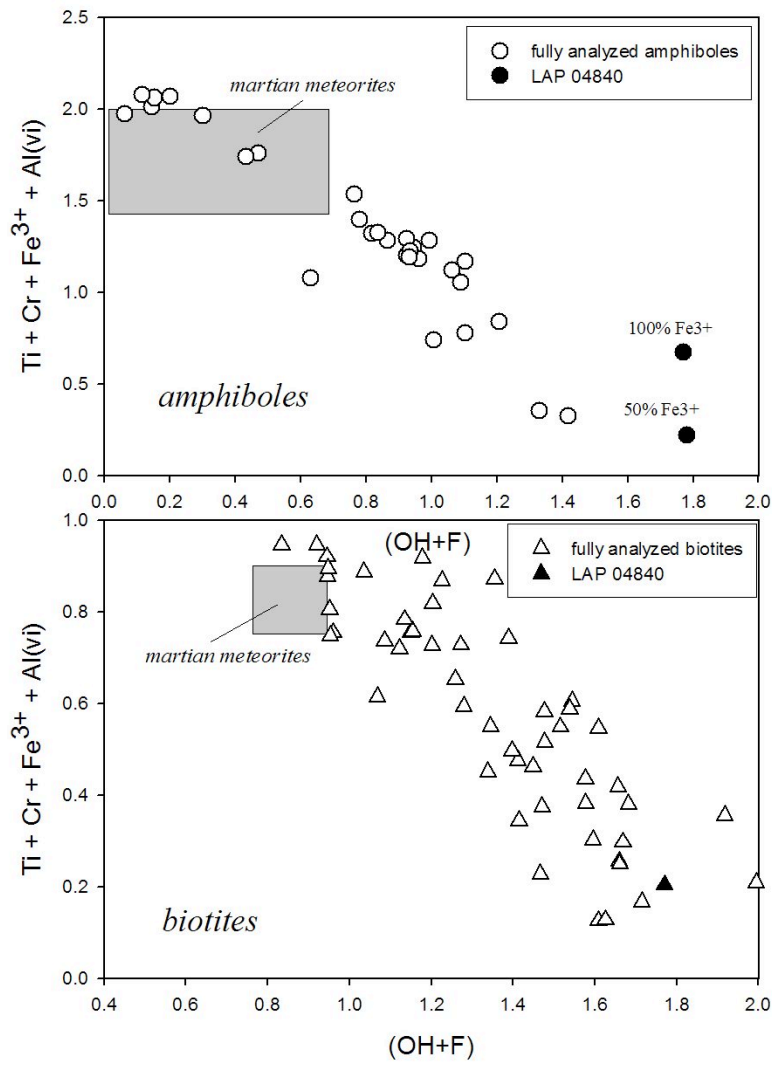 2.5
2.0
1.5
1.0
0.5
0.0
Ti + Cr + Fe3+ + Al(vi)
fully analyzed amphiboles
LAP 04840
martian meteorites
100% Fe3+
50% Fe3+
amphiboles
0.0 0.2 0.4 0.6 0.8 1.0 1.2 1.4 1.6 1.8 2.0
(OH+F)
1.0
0.8
0.6
0.4
0.2
0.0
Ti + Cr + Fe3+ + Al(vi)
fully analyzed biotites
LAP 04840
martian meteorites
biotites
0.4 0.6 0.8 1.0 1.2 1.4 1.6 1.8 2.0
(OH+F)